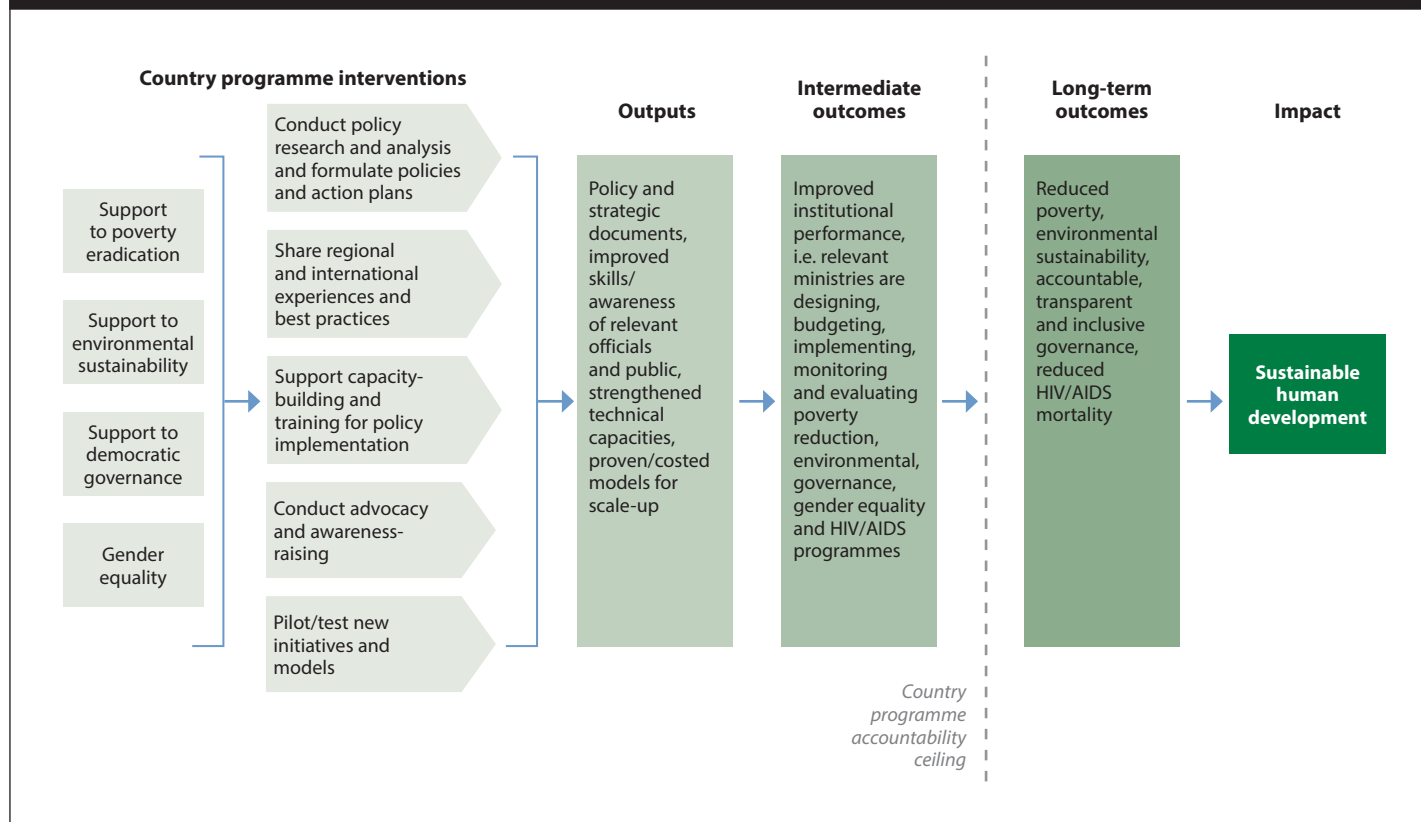 Country programme interventions
Support
to poverty
eradication
Support to
environmental
sustainability
Support to
democratic
governance
Gender
equality
Conduct policy
research and analysis
and formulate policies
and action plans
Share regional
and international
experiences and
best practices
Support capacity-
building and
training for policy
implementation
Conduct advocacy
and awareness-
raising
Pilot/test new
initiatives and
models
Outputs
Policy and
strategic
documents,
improved
skills/
awareness
of relevant
officials
and public,
strengthened
technical
capacities,
proven/costed
models for
scale-up
Intermediate
outcomes
Improved
institutional
performance,
i.e. relevant
ministries are
designing,
budgeting,
implementing,
monitoring
and evaluating
poverty
reduction,
environmental,
governance,
gender equality
and HIV/AIDS
programmes
Country
programme
accountability
ceiling
Long-term
outcomes
Reduced
poverty,
environmental
sustainability,
accountable,
transparent
and inclusive
governance,
reduced
HIV/AIDS
mortality
Impact
Sustainable
human
development